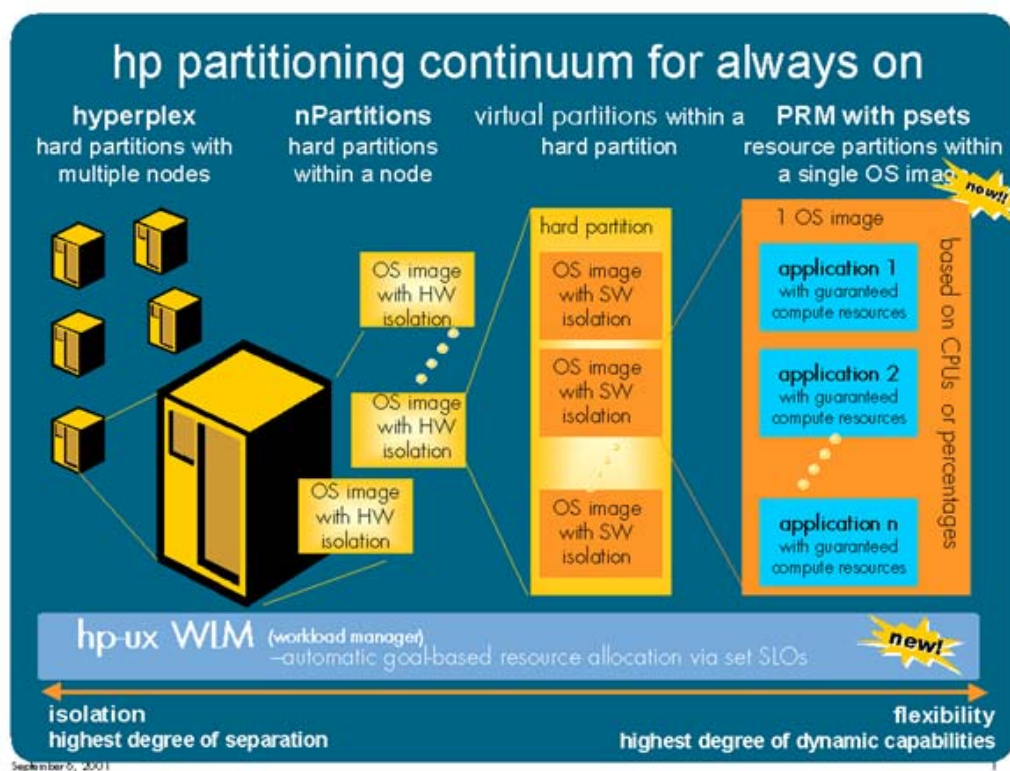 hp partitioning continuum for always on
hyperplex
hard partitions with
multiple nodes
nPartitions
hard partitions
within a node
virtual partitions within a
hard partition
PRM with psets
resource partitions within
a single OS image
new!!
OS image
with HW
isolation
OS image
with HW
isolation
OS image
with HW
isolation
hard partition
OS image
with SW
isolation
OS image
with SW
isolation
OS image
with SW
isolation
1 OS image
application 1
with guaranteed
compute resources
application 2
with guaranteed
compute resources
application n
with guaranteed
compute resources
based on CPUs or percentages
hp-ux WLM (workload manager)
–automatic goal-based resource allocation via set SLOs
new!
isolation
highest degree of separation
flexibility
highest degree of dynamic capabilities
September 6, 2001